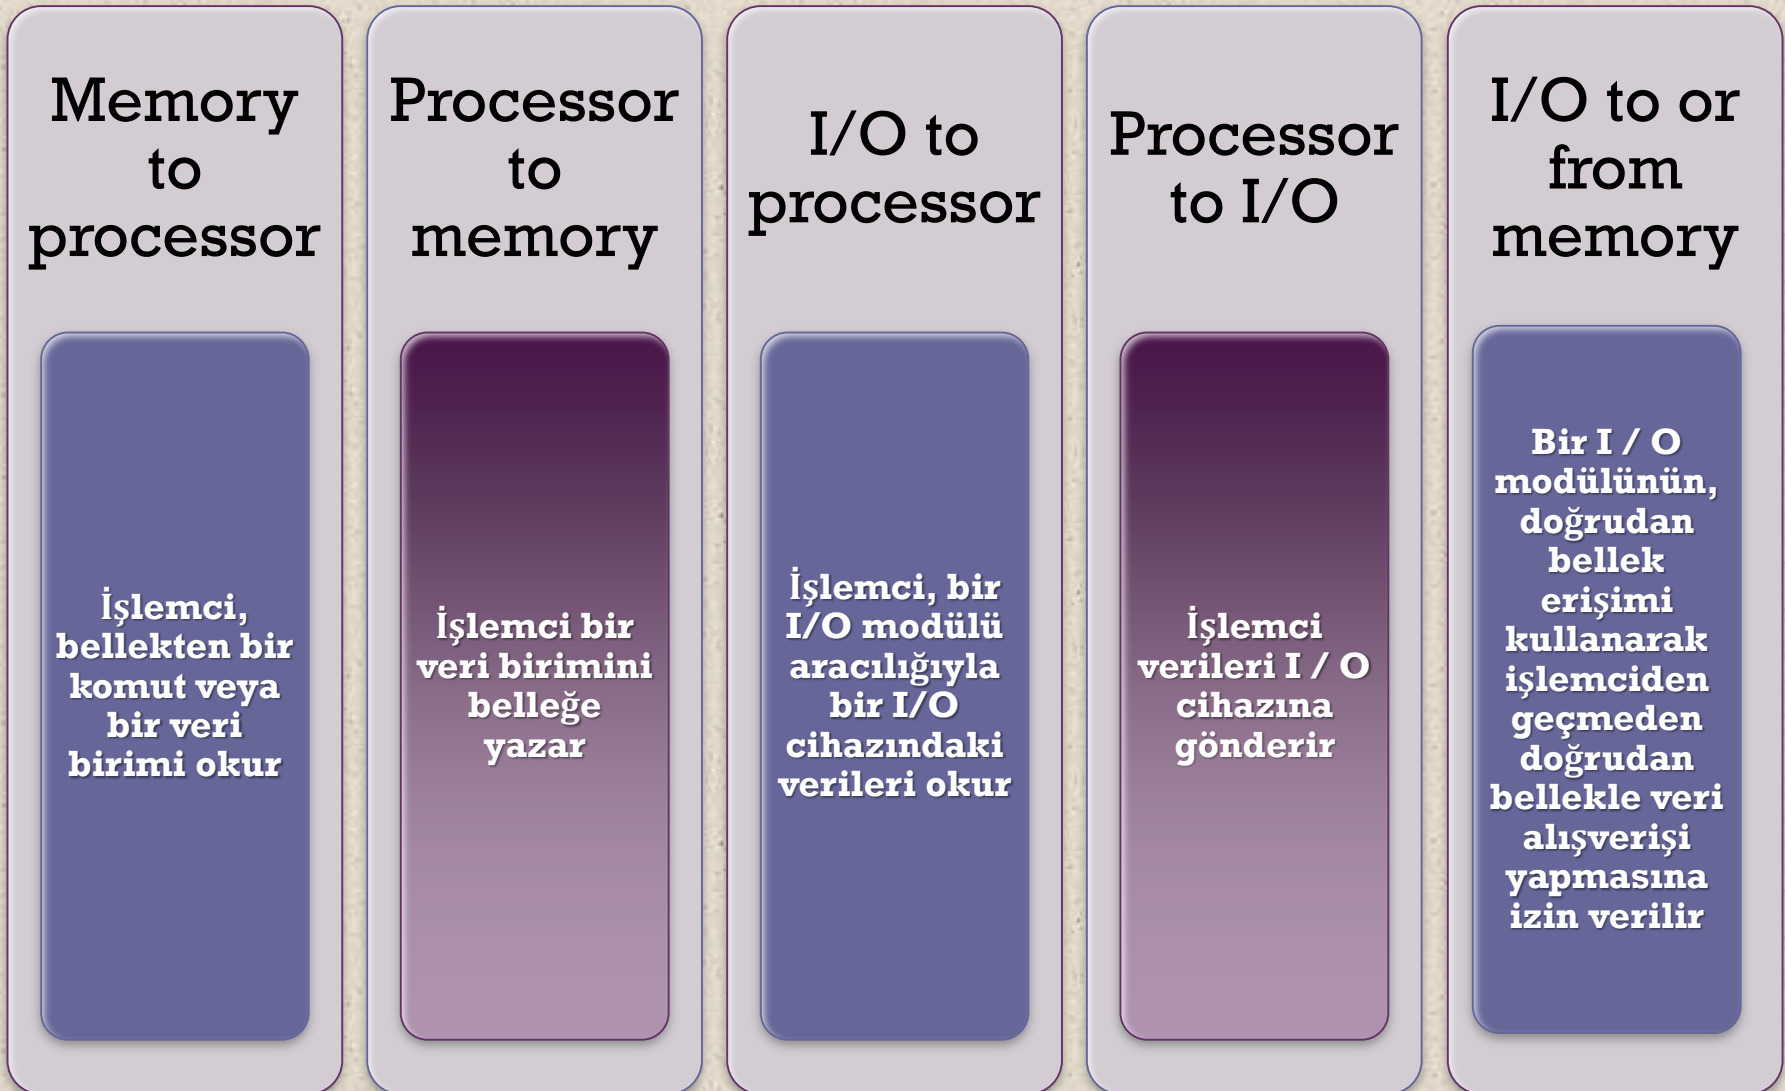 Memory
to
processor
İşlemci,
bellekten bir
komut veya
bir veri
birimi okur
Processor
to
memory
İşlemci bir
veri birimini
belleğe
yazar
I/O to
processor
İşlemci, bir
I/O modülü
aracılığıyla
bir I/O
cihazındaki
verileri okur
Processor
to I/O
İşlemci
verileri I / O
cihazına
gönderir
I/O to or
from
memory
Bir I / O
modülünün,
doğrudan
bellek
erişimi
kullanarak
işlemciden
geçmeden
doğrudan
bellekle veri
alışverişi
yapmasına
izin verilir